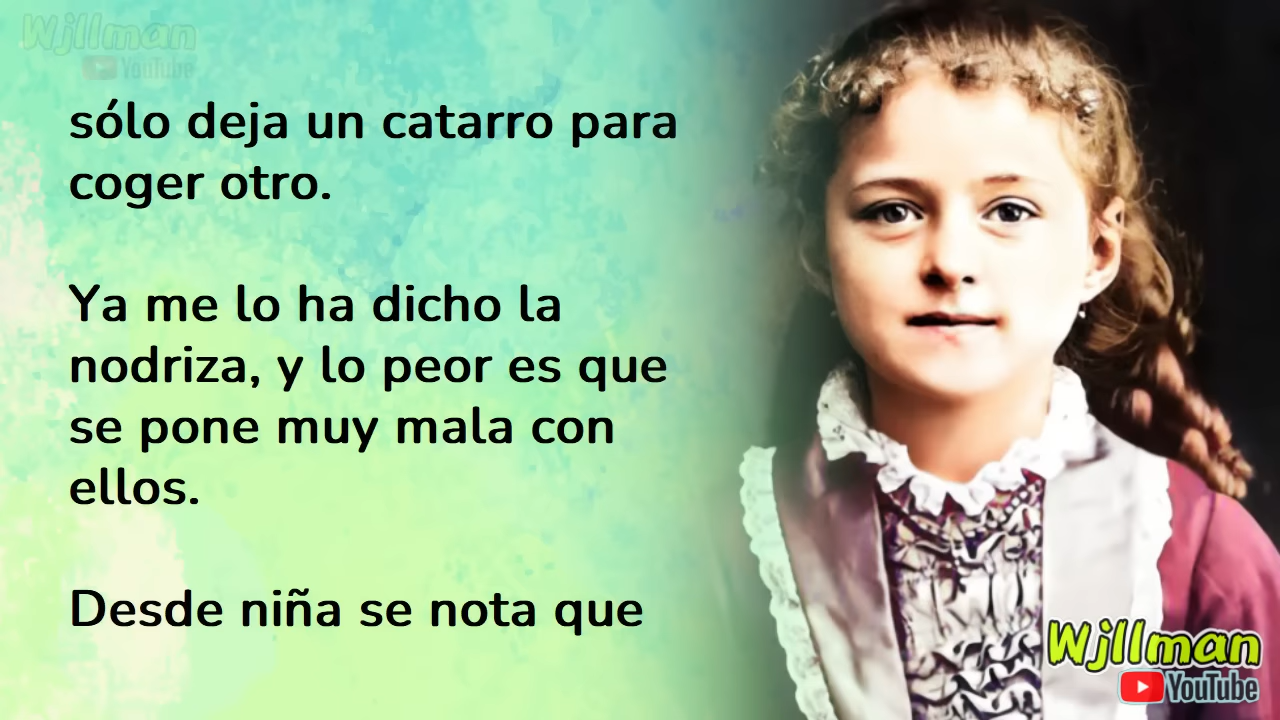 Wjllman
YouTube
sólo deja un catarro para
coger otro.
Ya me lo ha dicho la
nodriza, y lo peor es que
se pone muy mala con
ellos.
Desde niña se nota que
Wjllman
YouTube